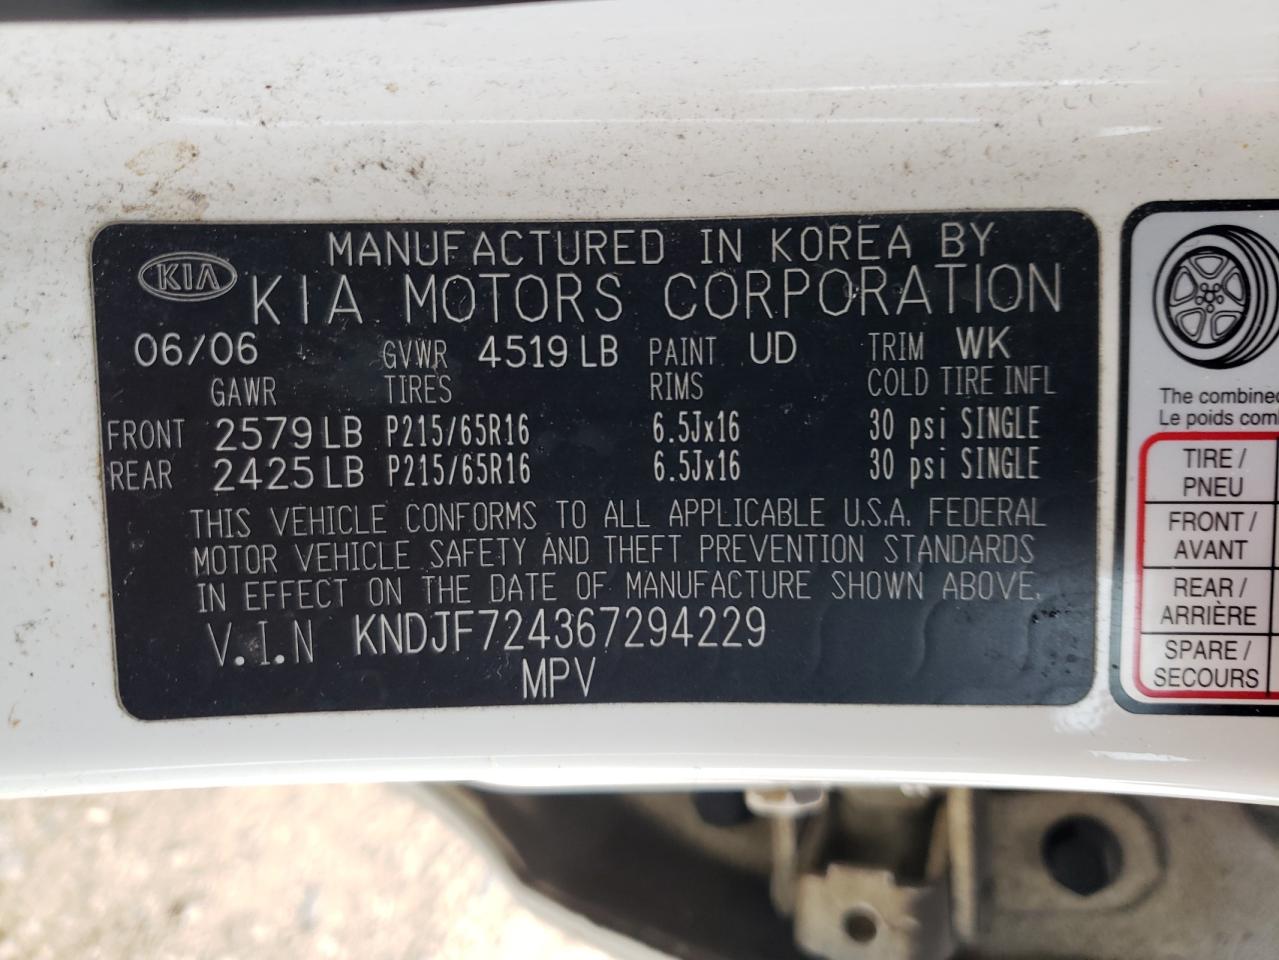 MANUFACTURED IN KOREA BY
KIA
KIA MOTORS CORPORATION
06/06 GVWR 4519 LB PAINT UD TRIM WK
GAWR TIRES RIMS COLD TIRE INFL
FRONT 2579 LB P215/65R16 6.5Jx16 30 psi SINGLE
REAR 2425 LB P215/65R16 6.5Jx16 30 psi SINGLE
THIS VEHICLE CONFORMS TO ALL APPLICABLE U.S.A. FEDERAL
MOTOR VEHICLE SAFETY AND THEFT PREVENTION STANDARDS
IN EFFECT ON THE DATE OF MANUFACTURE SHOWN ABOVE.
V.I.N KNDJF724367294229
MPV
The combined
Le poids com
TIRE /
PNEU
FRONT /
AVANT
REAR /
ARRIÈRE
SPARE /
SECOURS